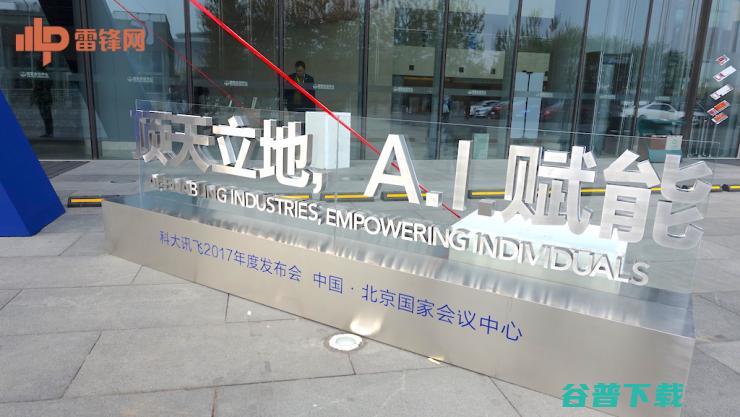 雷锋网
顶天立地, A.I.赋能
INDUSTRIES, EMPOWERING INDIVIDUALS
科大讯飞2017年度发布会 中国·北京国家会议中心
谷普下载